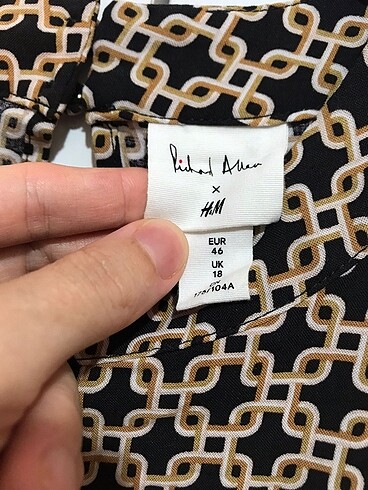 Richard Allan
×
H&M
EUR
46
UK
18
175/104A